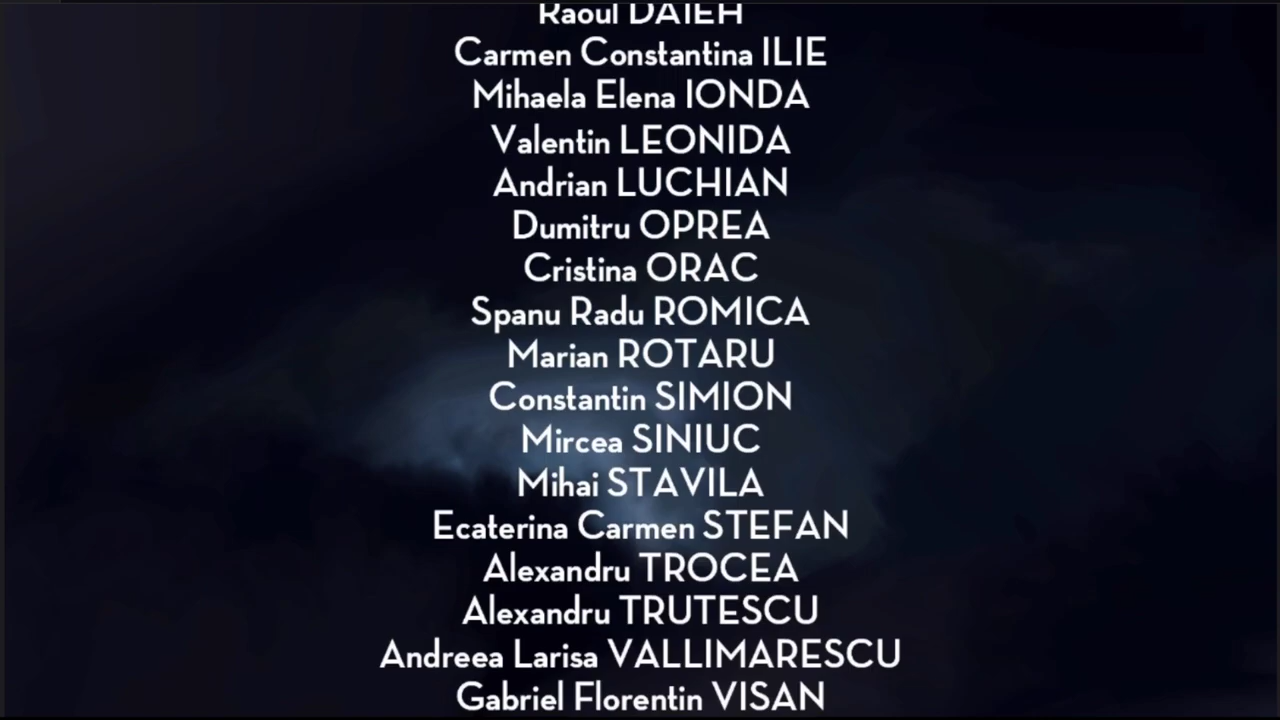 Raoul DAIEH
Carmen Constantina ILIE
Mihaela Elena IONDA
Valentin LEONIDA
Andrian LUCHIAN
Dumitru OPREA
Cristina ORAC
Spanu Radu ROMICA
Marian ROTARU
Constantin SIMION
Mircea SINIUC
Mihai STAVILA
Ecaterina Carmen STEFAN
Alexandru TROCEA
Alexandru TRUTESCU
Andreea Larisa VALLIMARESCU
Gabriel Florentin VISAN